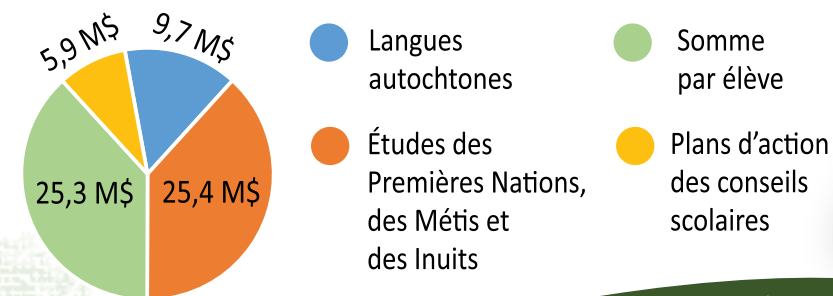 5,9 M$
9,7 M$
25,3 M$
25,4 M$
Langues
autochtones
Études des
Premières Nations,
des Métis et
des Inuits
Somme
par élève
Plans d’action
des conseils
scolaires